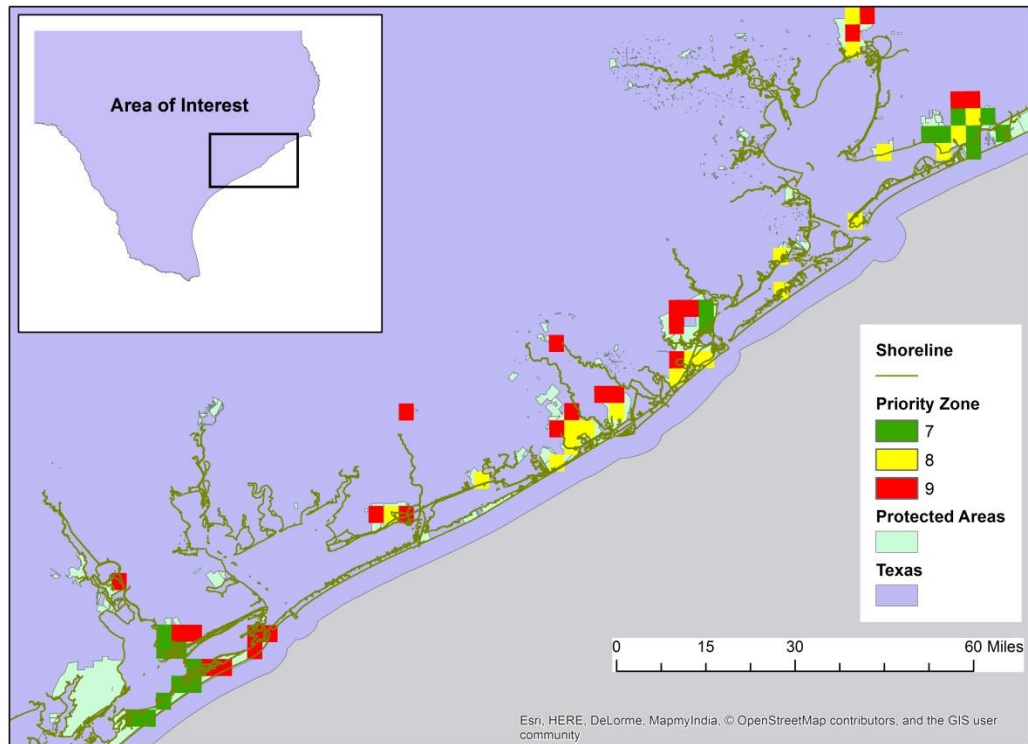 Area of Interest
Shoreline
Priority Zone
7
8
9
Protected Areas
Texas
0 15 30 60 Miles
Esri, HERE, DeLorme, MapmyIndia, © OpenStreetMap contributors, and the GIS user
community